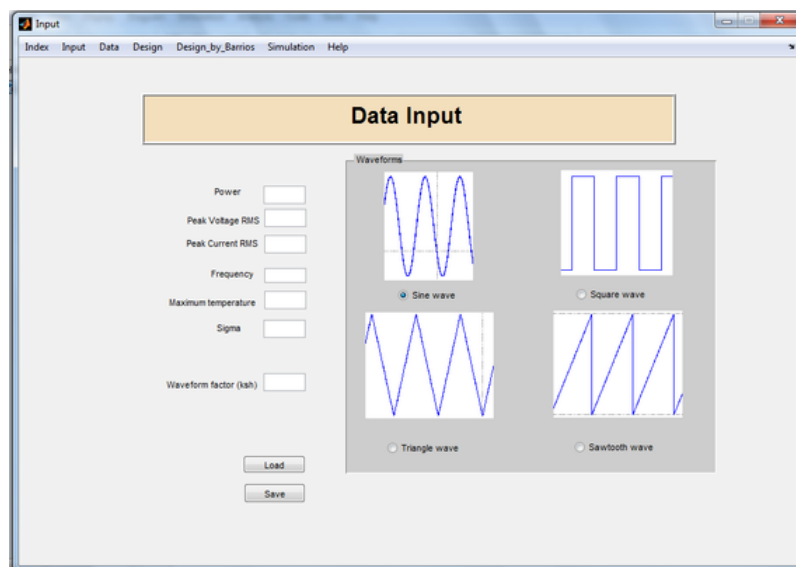 Input
Index Input Data Design Design_by_Barrios Simulation Help
Data Input
Waveforms
Power
Peak Voltage RMS
Peak Current RMS
Frequency
Maximum temperature
Sigma
Waveform factor (ksh)
Load
Save
Sine wave
Square wave
Triangle wave
Sawtooth wave